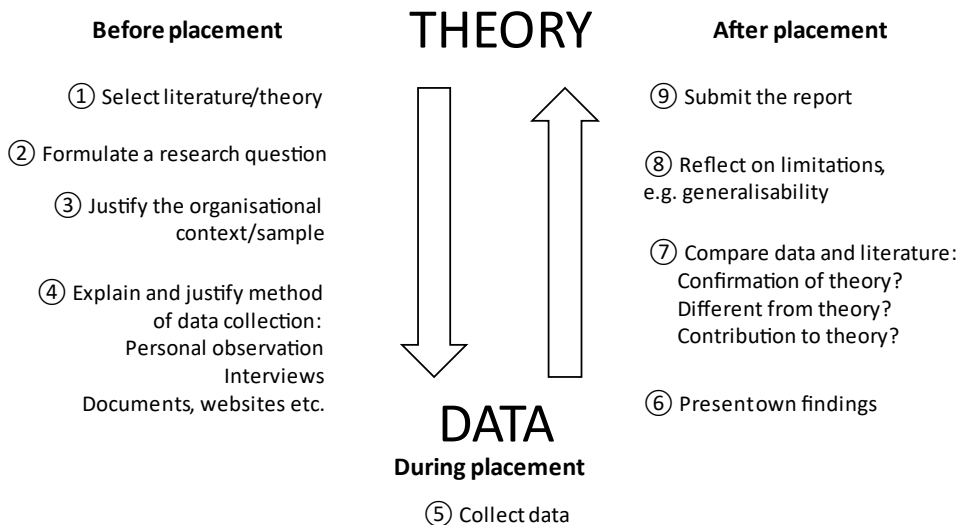 THEORY
Before placement
① Select literature/theory
② Formulate a research question
③ Justify the organisational
context/sample
④ Explain and justify method
of data collection:
Personal observation
Interviews
Documents, websites etc.
DATA
During placement
⑤ Collect data
After placement
⑨ Submit the report
⑧ Reflect on limitations,
e.g. generalisability
⑦ Compare data and literature:
Confirmation of theory?
Different from theory?
Contribution to theory?
⑥ Present own findings